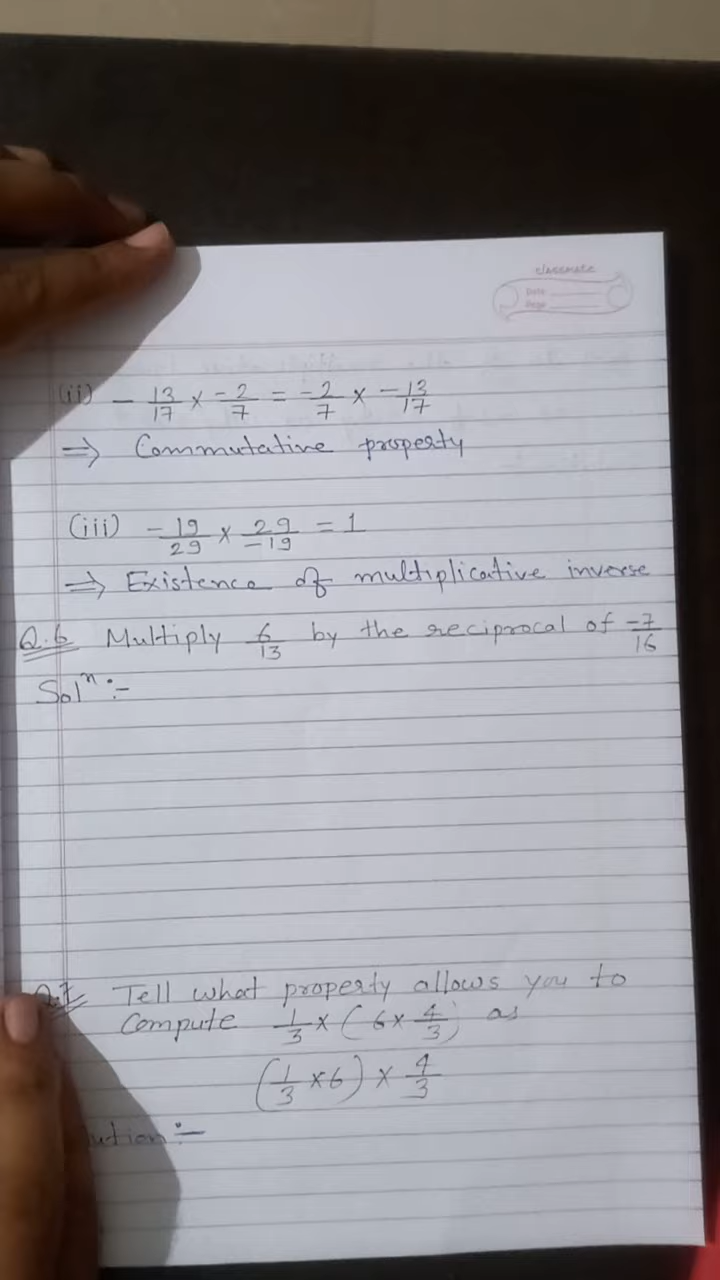 classmate
Date
Page
(ii) - 13/17 × -2/7 = -2/7 × -13/17
⇒ Commutative property
(iii) -19/29 × 29/-19 = 1
⇒ Existence of multiplicative inverse
Q.6 Multiply 6/13 by the reciprocal of -7/16
Solⁿ :-
Q.7 Tell what property allows you to
Compute 1/3 × (6 × 4/3) as
(1/3 × 6) × 4/3
ution :-